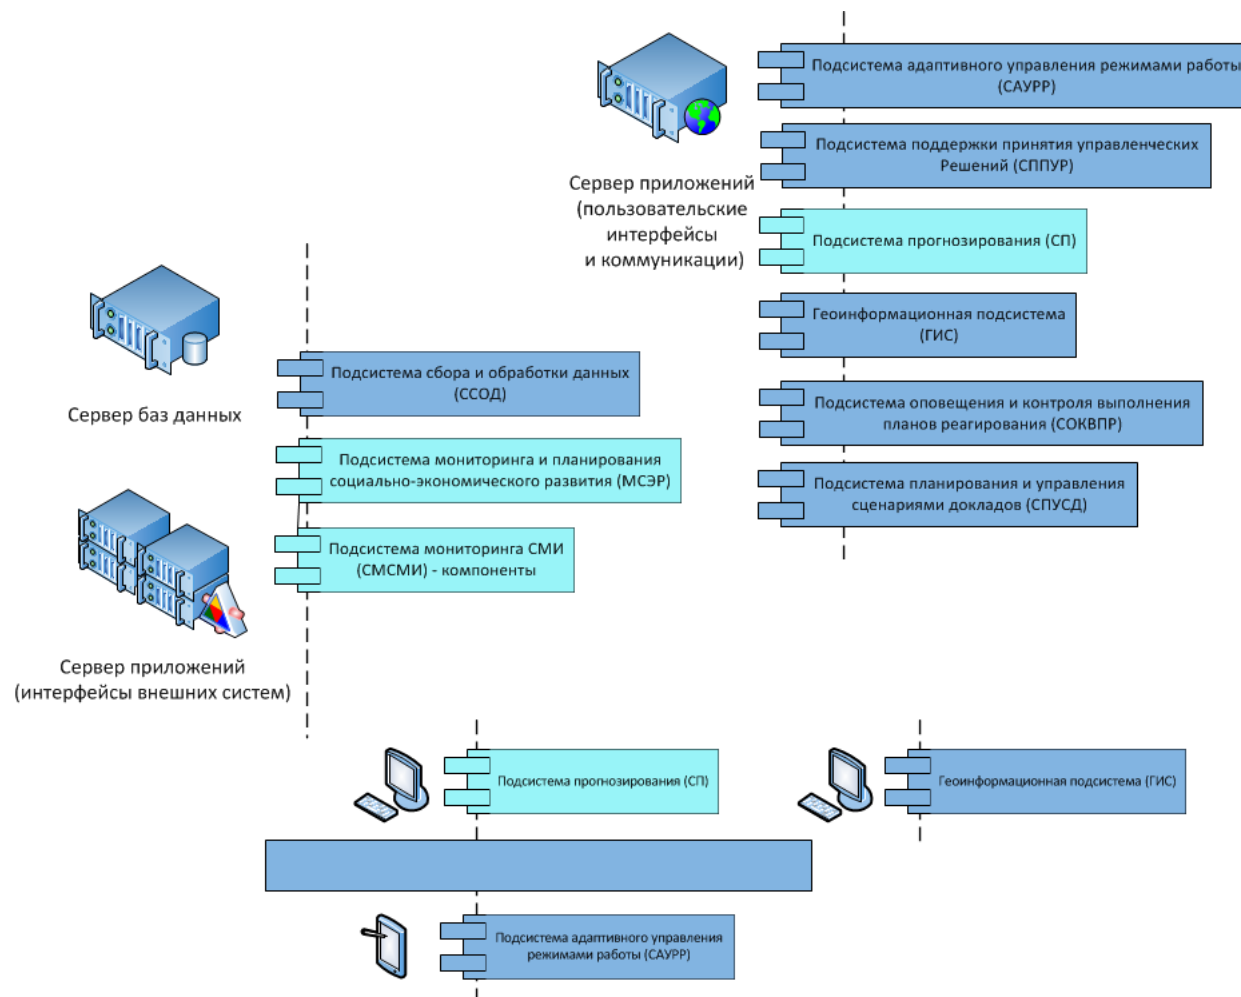 Подсистема адаптивного управления режимами работы
(САУРР)
Подсистема поддержки принятия управленческих
Решений (СППУР)
Сервер приложений
(пользовательские
интерфейсы
и коммуникации)
Подсистема прогнозирования (СП)
Геоинформационная подсистема
(ГИС)
Подсистема сбора и обработки данных
(ССОД)
Сервер баз данных
Подсистема оповещения и контроля выполнения
планов реагирования (СОКВПР)
Подсистема мониторинга и планирования
социально-экономического развития (МСЭР)
Подсистема планирования и управления
сценариями докладов (СПУСД)
Подсистема мониторинга СМИ
(СМСМИ) - компоненты
Сервер приложений
(интерфейсы внешних систем)
Подсистема прогнозирования (СП)
Геоинформационная подсистема (ГИС)
Подсистема адаптивного управления
режимами работы (САУРР)